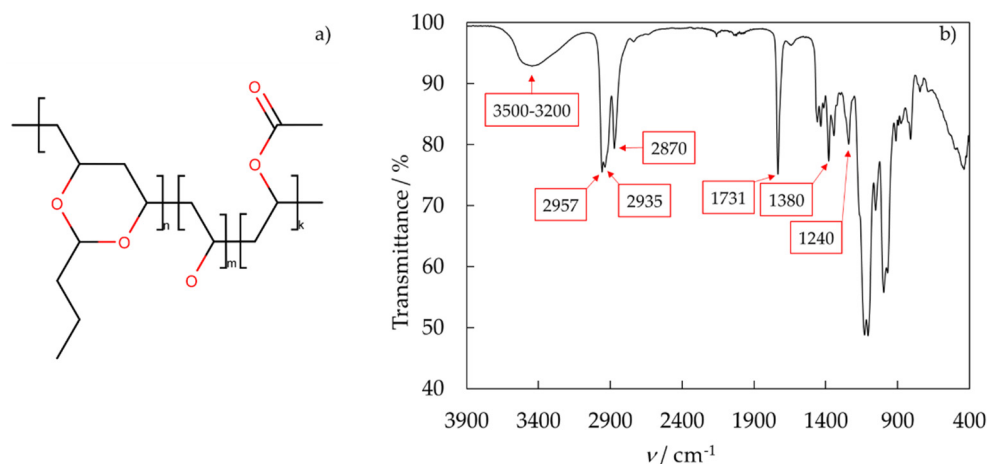 a)
O
O
O
O
n
O
m
k
b)
100
90
80
70
60
50
40
Transmittance / %
3500-3200
2870
2957
2935
1731
1380
1240
3900 3400 2900 2400 1900 1400 900 400
ν / cm⁻¹